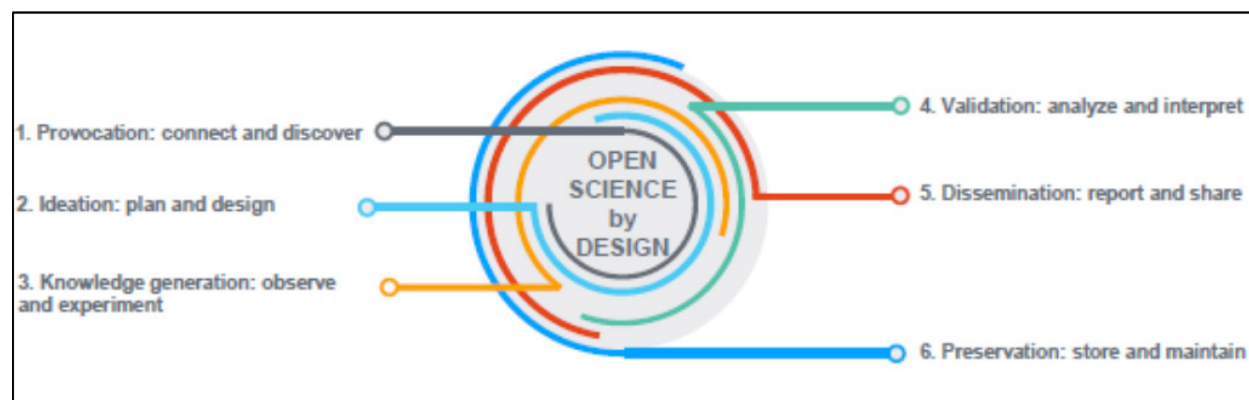 1. Provocation: connect and discover
2. Ideation: plan and design
3. Knowledge generation: observe
and experiment
OPEN
SCIENCE
by
DESIGN
4. Validation: analyze and interpret
5. Dissemination: report and share
6. Preservation: store and maintain